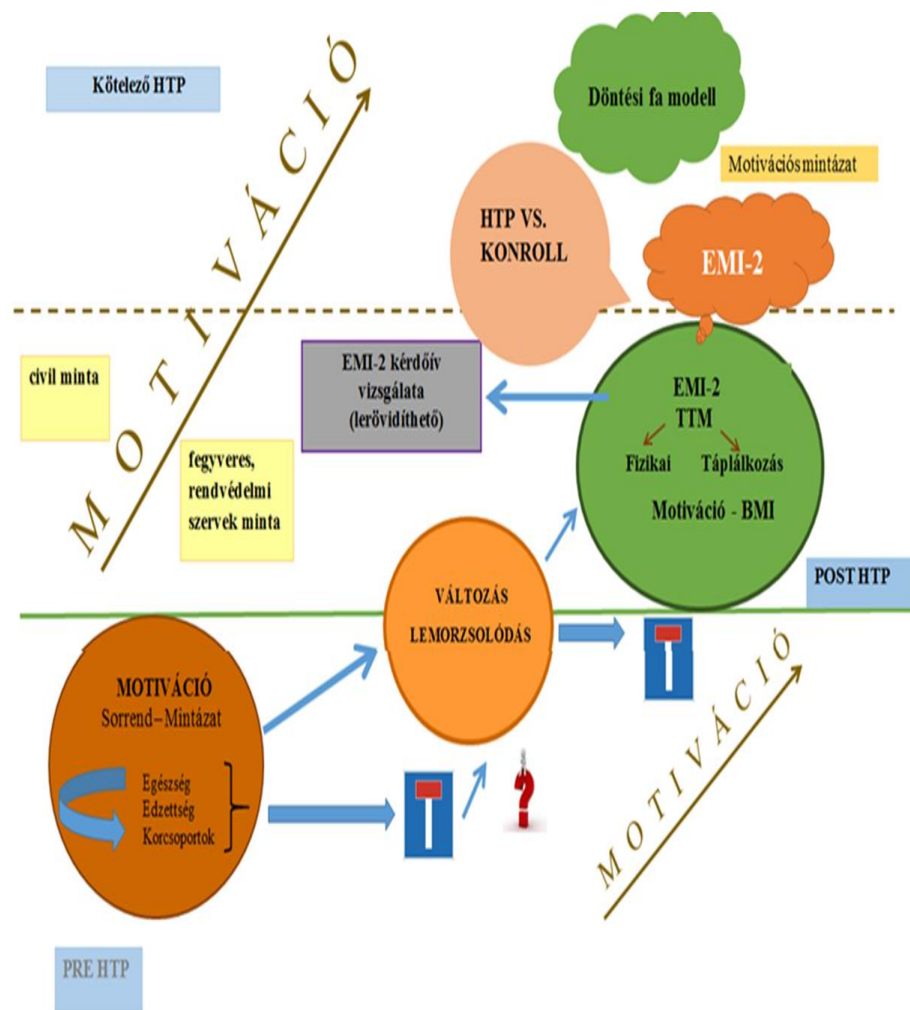 Kötelező HTP
MOTIVÁCIÓ
Döntési fa modell
Motivációs mintázat
HTP VS.
KONROLL
EMI-2
civil minta
EMI-2 kérdőív
vizsgálata
(lerövidíthető)
EMI-2
TTM
Fizikai Táplálkozás
Motiváció - BMI
fegyveres,
rendvédelmi
szervek minta
POST HTP
VÁLTOZÁS
LEMORZSOLÓDÁS
MOTIVÁCIÓ
Sorrend – Mintázat
Egészség
Edzettség
Korcsoportok
?
MOTIVÁCIÓ
PRE HTP